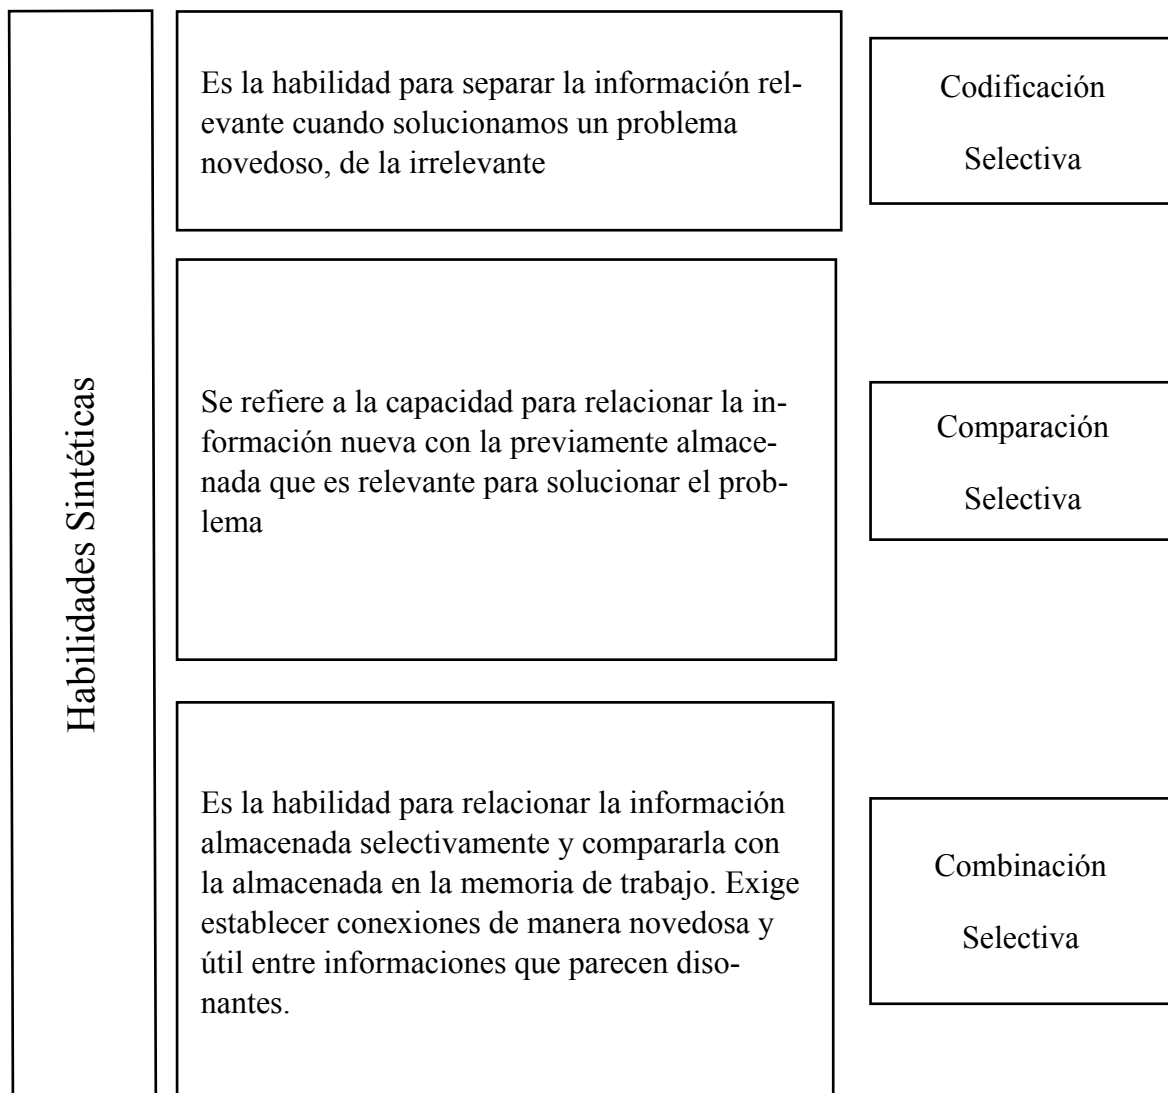 Habilidades Sintéticas
Es la habilidad para separar la información rel-
evante cuando solucionamos un problema
novedoso, de la irrelevante
Codificación
Selectiva
Se refiere a la capacidad para relacionar la in-
formación nueva con la previamente almace-
nada que es relevante para solucionar el prob-
lema
Comparación
Selectiva
Es la habilidad para relacionar la información
almacenada selectivamente y compararla con
la almacenada en la memoria de trabajo. Exige
establecer conexiones de manera novedosa y
útil entre informaciones que parecen diso-
nantes.
Combinación
Selectiva